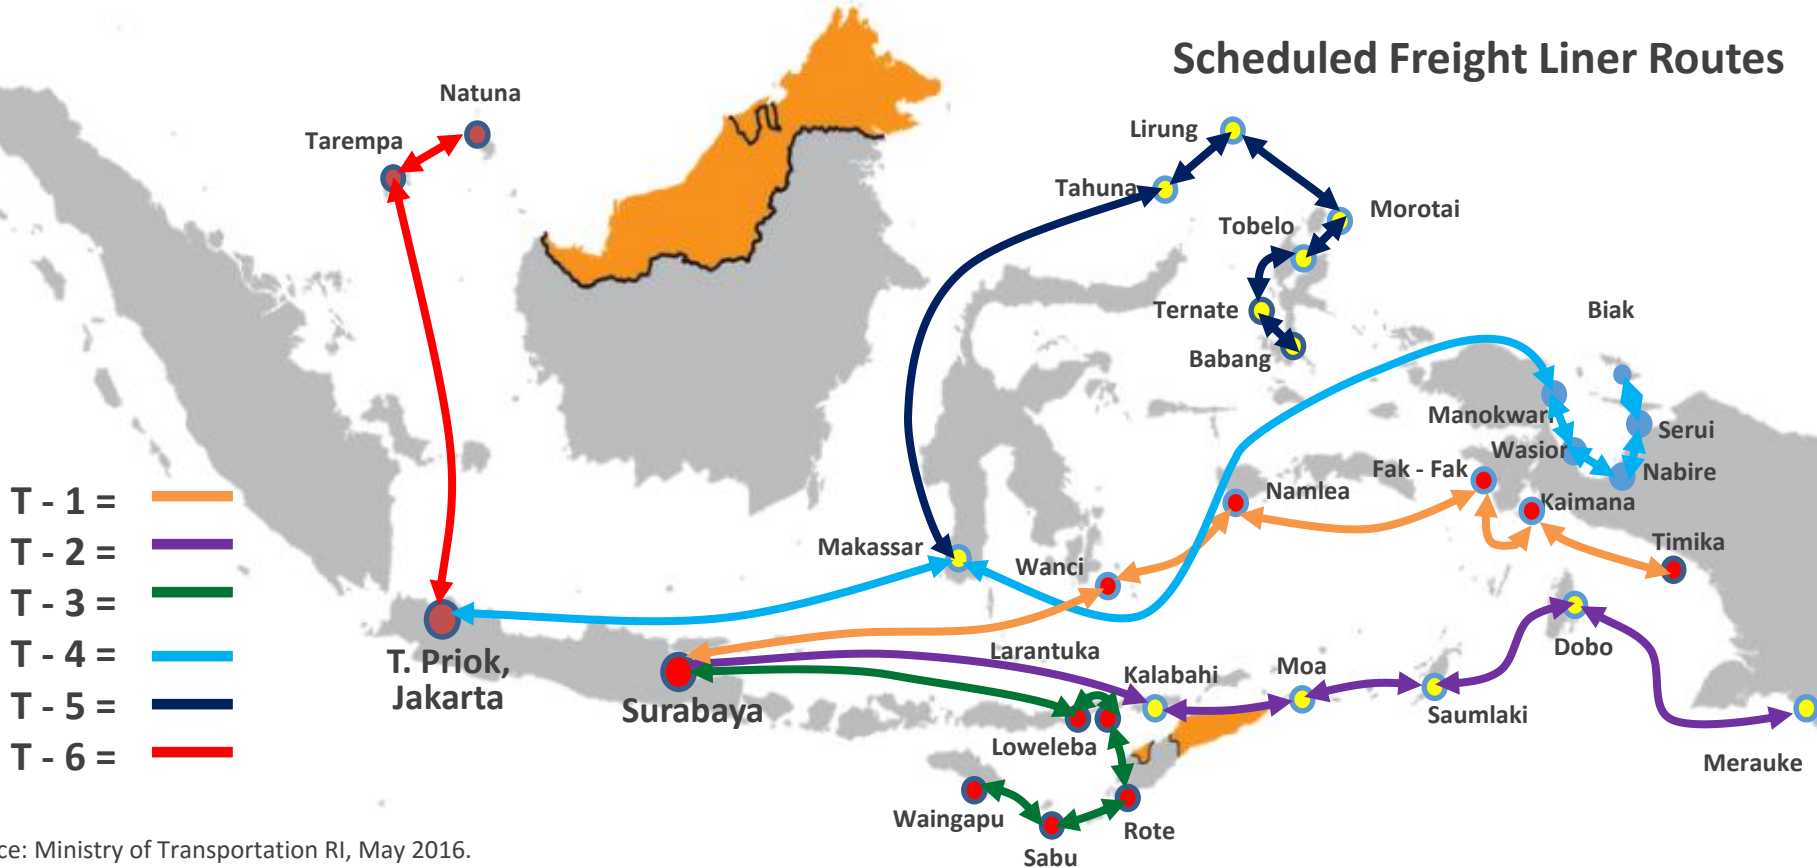 Scheduled Freight Liner Routes
Natuna
Tarempa
Lirung
Tahuna
Morotai
Tobelo
Ternate
Babang
Biak
Manokwari
Serui
Wasior
Nabire
Fak - Fak
Kaimana
Namlea
Timika
Makassar
Wanci
T - 1 =
T - 2 =
T - 3 =
T - 4 =
T - 5 =
T - 6 =
T. Priok,
Jakarta
Surabaya
Larantuka
Kalabahi
Moa
Dobo
Saumlaki
Loweleba
Merauke
Waingapu
Rote
Sabu
ce: Ministry of Transportation RI, May 2016.